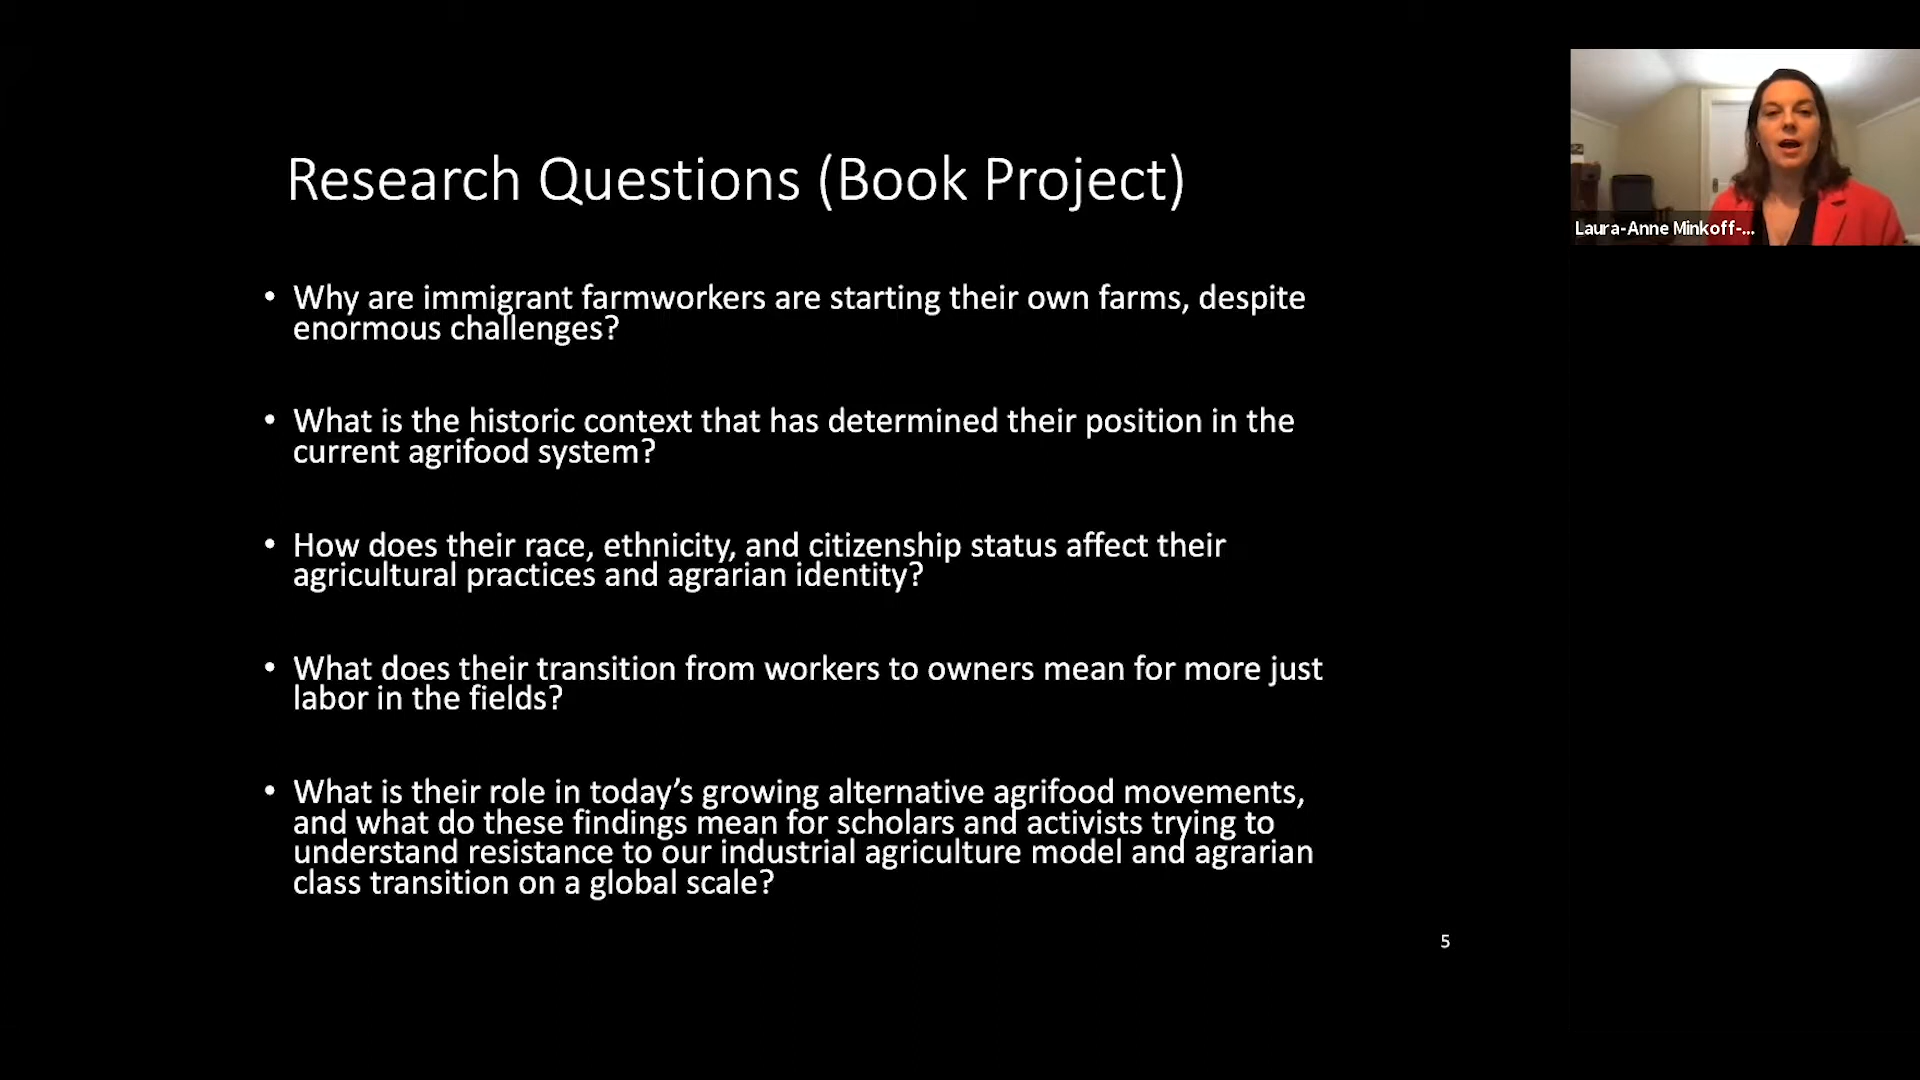 Research Questions (Book Project)
• Why are immigrant farmworkers are starting their own farms, despite
enormous challenges?
• What is the historic context that has determined their position in the
current agrifood system?
• How does their race, ethnicity, and citizenship status affect their
agricultural practices and agrarian identity?
• What does their transition from workers to owners mean for more just
labor in the fields?
• What is their role in today’s growing alternative agrifood movements,
and what do these findings mean for scholars and activists trying to
understand resistance to our industrial agriculture model and agrarian
class transition on a global scale?
5
Laura-Anne Minkoff-...